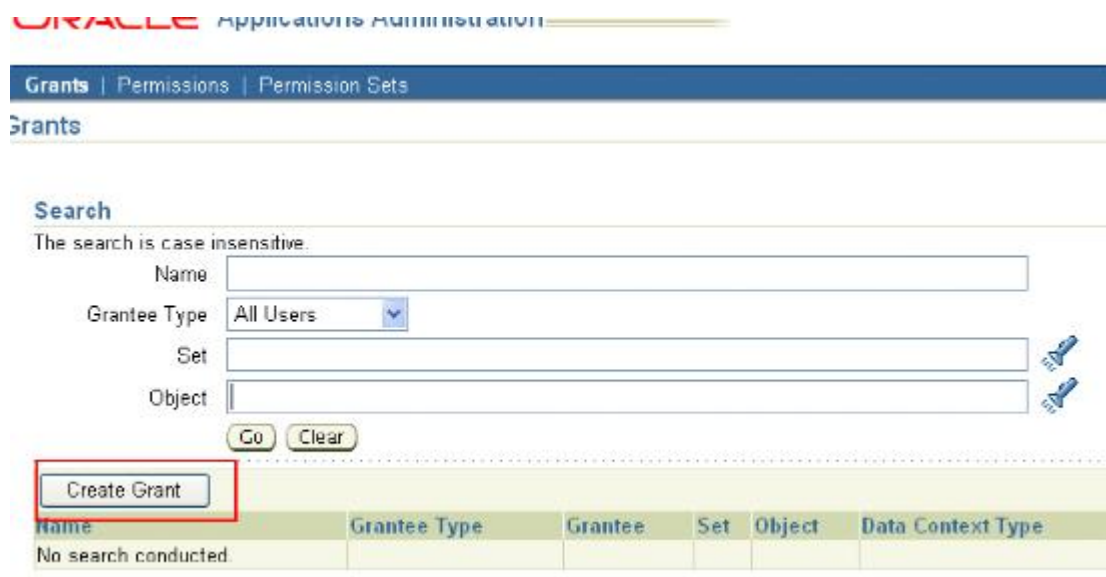 ORACLE Applications Administration
Grants | Permissions | Permission Sets
Grants
Search
The search is case insensitive.
Name
Grantee Type All Users
Set
Object
Go Clear
Create Grant
Name Grantee Type Grantee Set Object Data Context Type
No search conducted